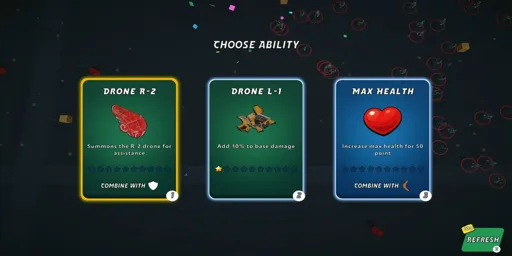 CHOOSE ABILITY
DRONE R-2
Summons the R-2 drone for
assistance
COMBINE WITH
1
DRONE L-1
Add 10% to base damage
2
MAX HEALTH
Increase max health for 50
point
COMBINE WITH
3
REFRESH